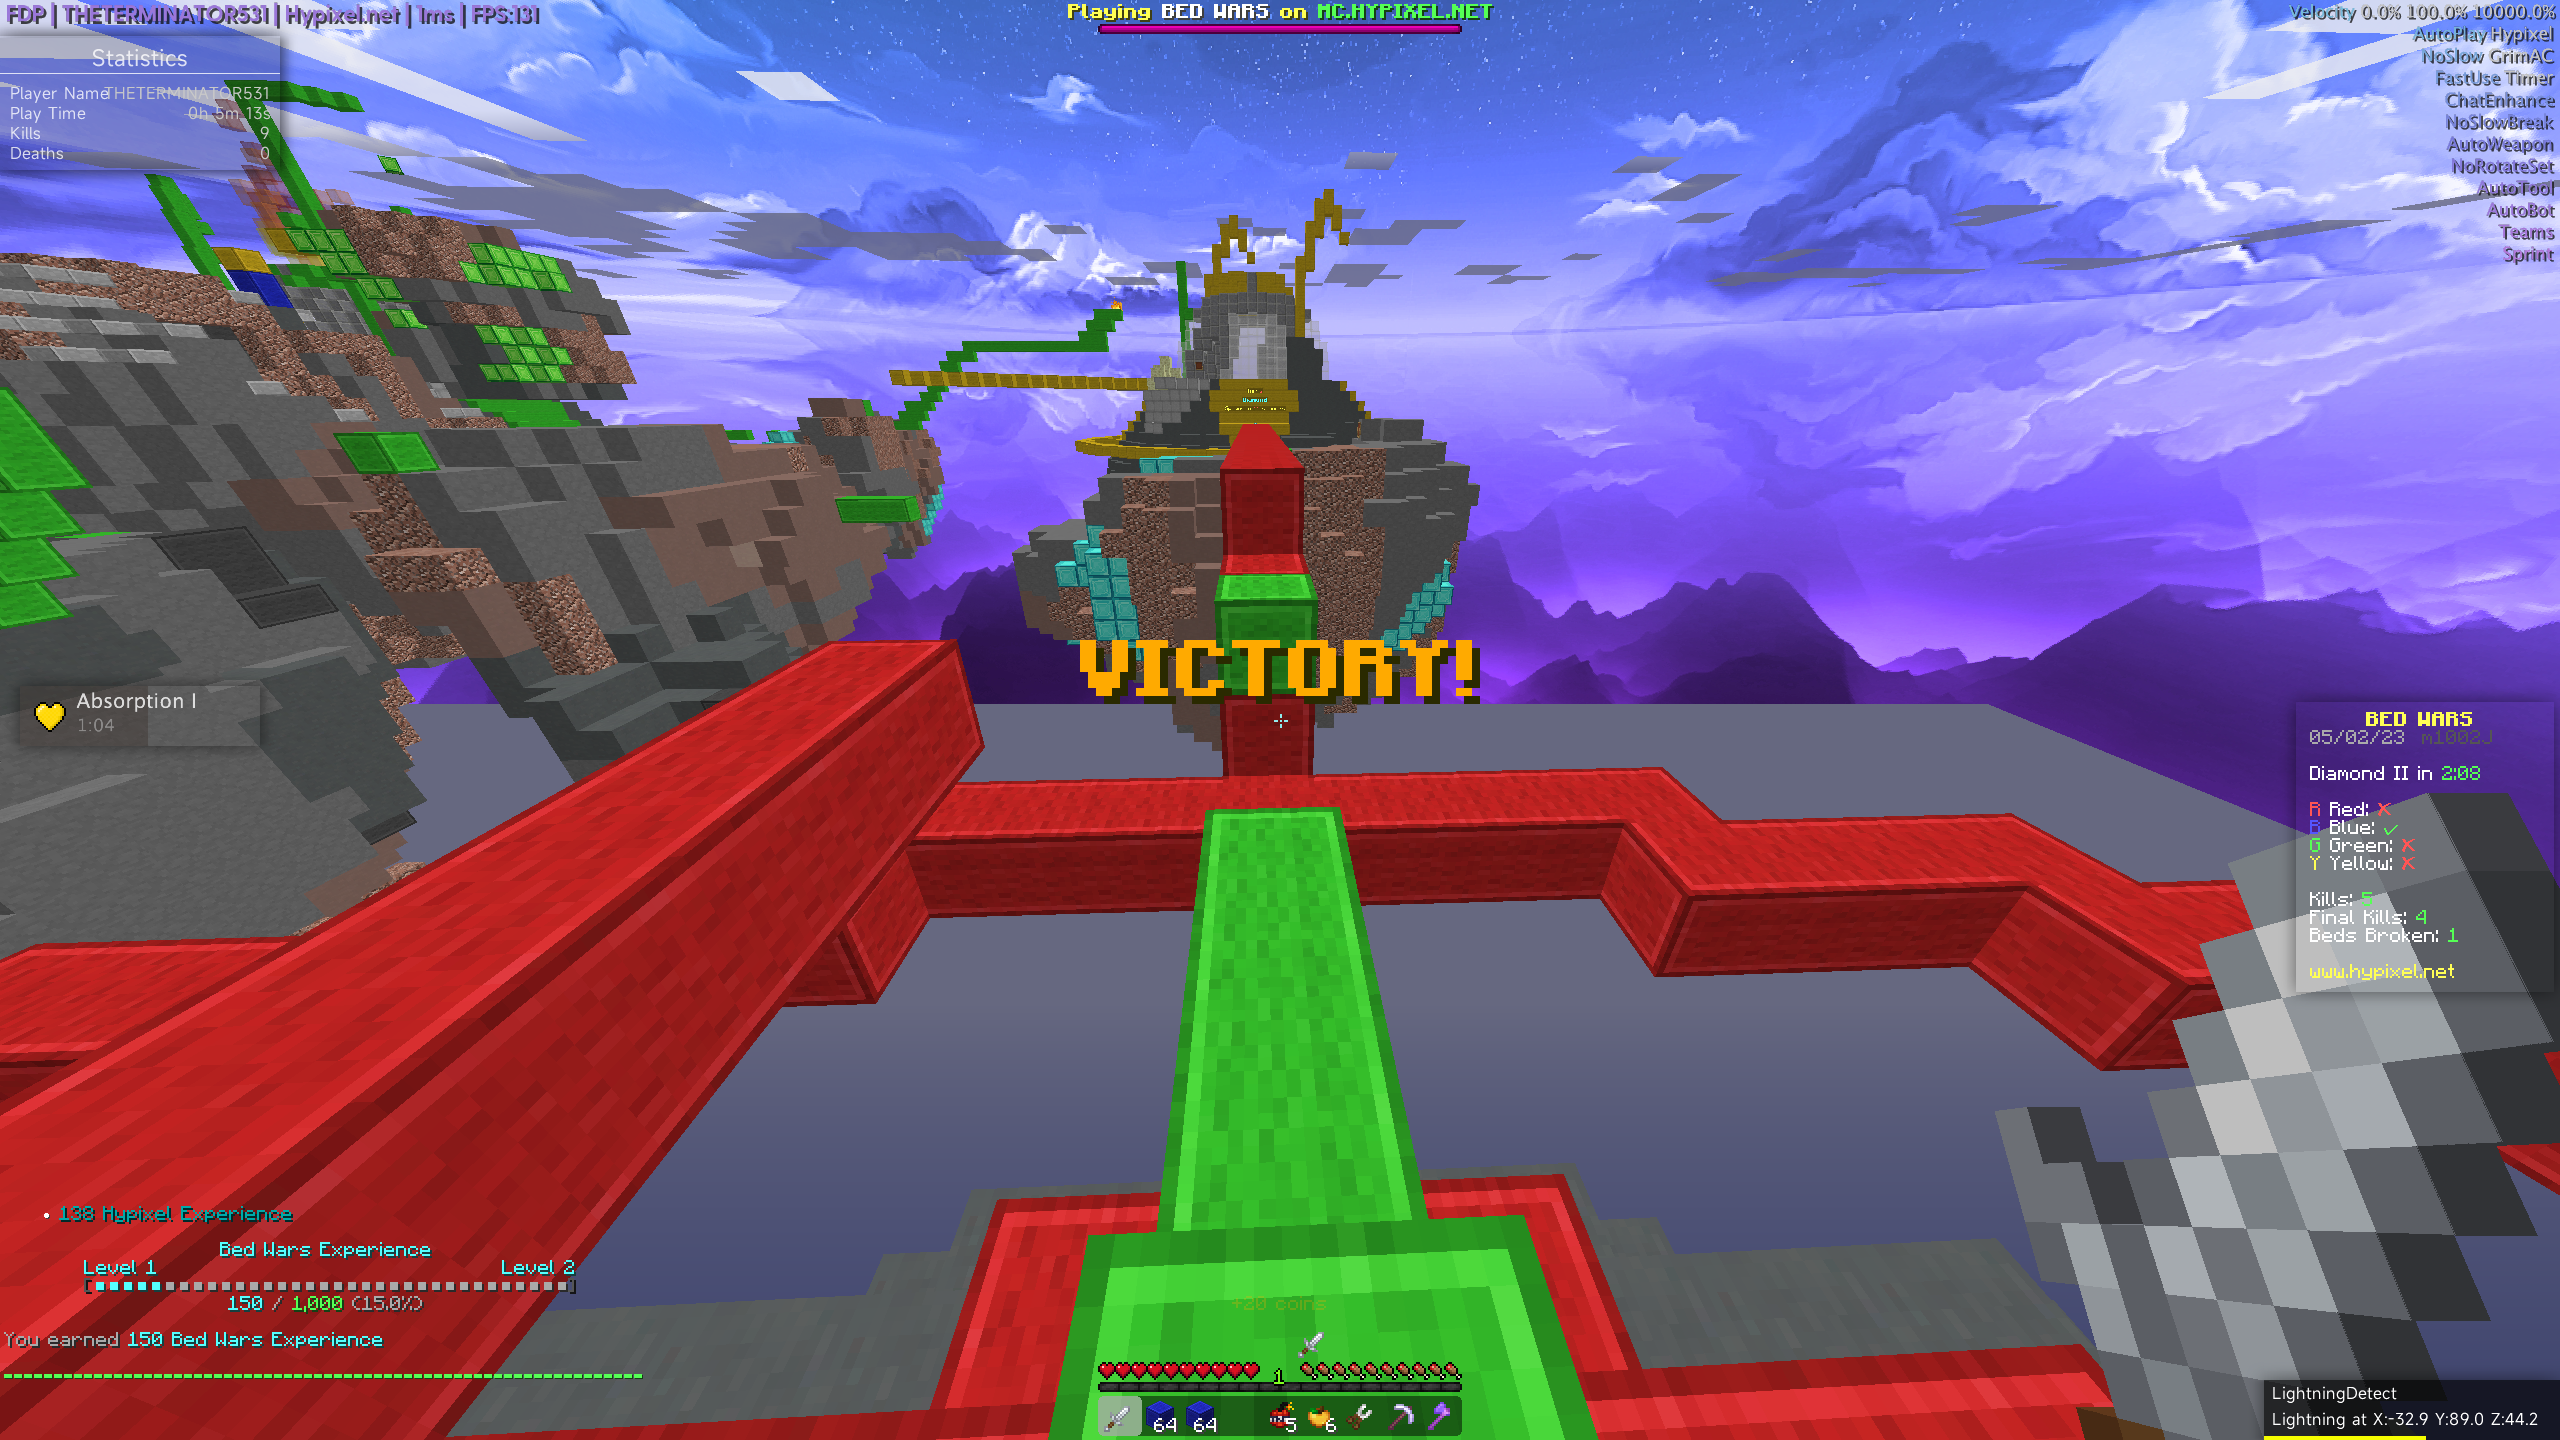 FDP | THETERMINATOR531 | Hypixel.net | 1ms | FPS:131
Playing BED WARS on MC.HYPIXEL.NET
Velocity 0.0% 100.0% 10000.0%
AutoPlay Hypixel
NoSlow GrimAC
FastUse Timer
ChatEnhance
NoSlowBreak
AutoWeapon
NoRotateSet
AutoTool
AutoBot
Teams
Sprint
Statistics
Player Name THETERMINATOR531
Play Time 0h 5m 13s
Kills 9
Deaths 0
Diamond
VICTORY!
Absorption I
1:04
BED WARS
05/02/23 m1002J
Diamond II in 2:08
R Red: ✗
B Blue: ✓
G Green: ✗
Y Yellow: ✗
Kills: 5
Final Kills: 4
Beds Broken: 1
www.hypixel.net
• 138 Hypixel Experience
Bed Wars Experience
Level 1 Level 2
150 / 1,000 (15.0%)
You earned 150 Bed Wars Experience
+20 coins
1
64 64 5 6
LightningDetect
Lightning at X:-32.9 Y:89.0 Z:44.2